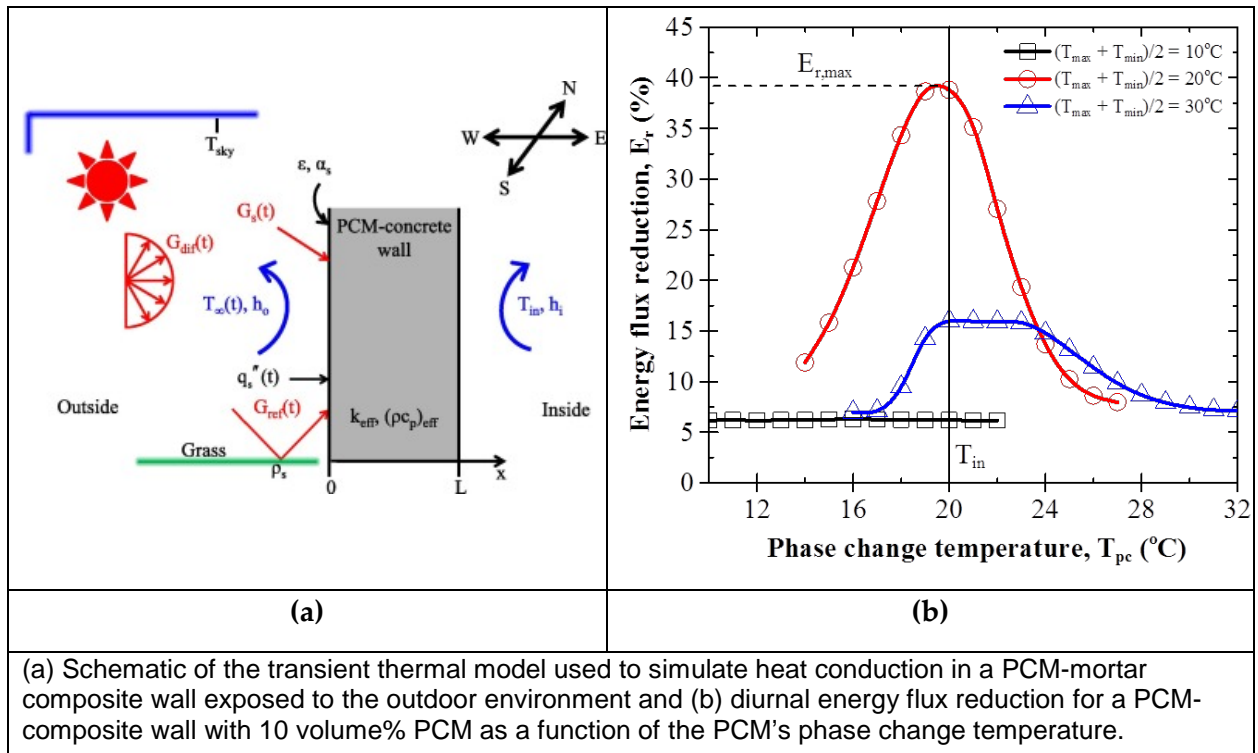 T_sky
N
W
E
S
ε, α_s
G_s(t)
PCM-concrete
wall
G_dif(t)
T_∞(t), h_o
T_in, h_i
q_s″(t)
Outside
G_ref(t)
k_eff, (ρc_p)_eff
Inside
Grass
ρ_s
0
L
x
45
40
35
30
25
20
15
10
5
0
Energy flux reduction, E_r (%)
E_r,max
(T_max + T_min)/2 = 10°C
(T_max + T_min)/2 = 20°C
(T_max + T_min)/2 = 30°C
T_in
12 16 20 24 28 32
Phase change temperature, T_pc (°C)
(a)
(b)
(a) Schematic of the transient thermal model used to simulate heat conduction in a PCM-mortar
composite wall exposed to the outdoor environment and (b) diurnal energy flux reduction for a PCM-
composite wall with 10 volume% PCM as a function of the PCM's phase change temperature.